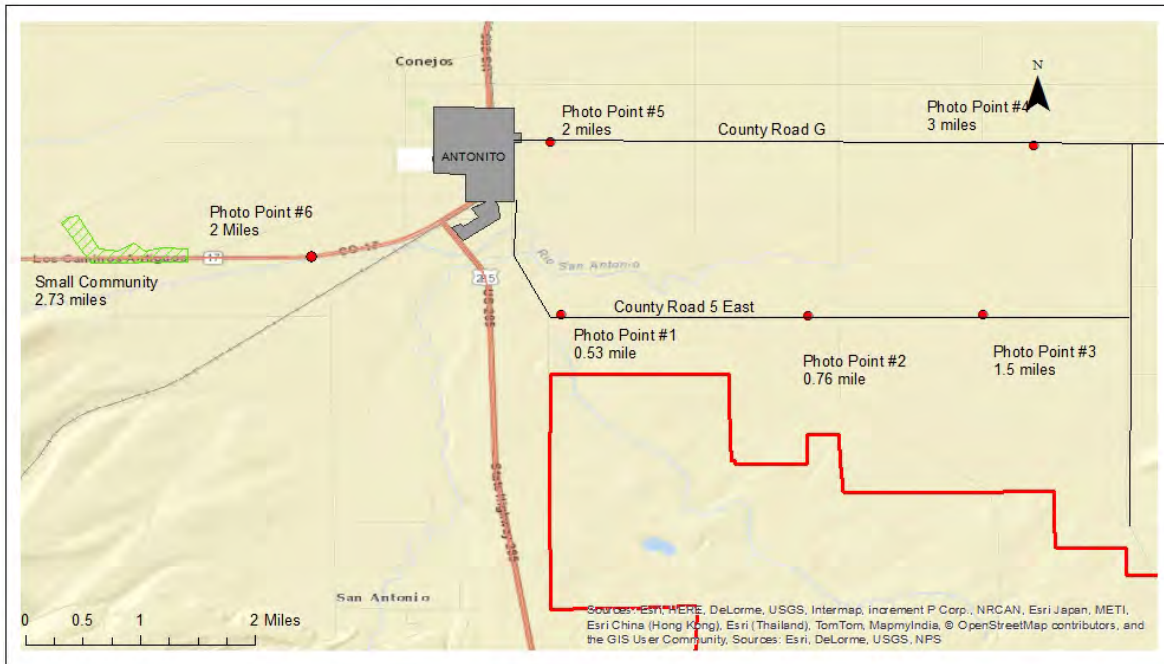 Conejos
N
Photo Point #5
2 miles
Photo Point #4
3 miles
County Road G
ANTONITO
Photo Point #6
2 Miles
CO-17
Los Caminos Antiguos
17
Small Community
2.73 miles
Rio San Antonio
285
US-285
County Road 5 East
Photo Point #1
0.53 mile
Photo Point #2
0.76 mile
Photo Point #3
1.5 miles
State Highway 285
San Antonio
0 0.5 1 2 Miles
Sources: Esri, HERE, DeLorme, USGS, Intermap, increment P Corp., NRCAN, Esri Japan, METI,
Esri China (Hong Kong), Esri (Thailand), TomTom, MapmyIndia, © OpenStreetMap contributors, and
the GIS User Community, Sources: Esri, DeLorme, USGS, NPS